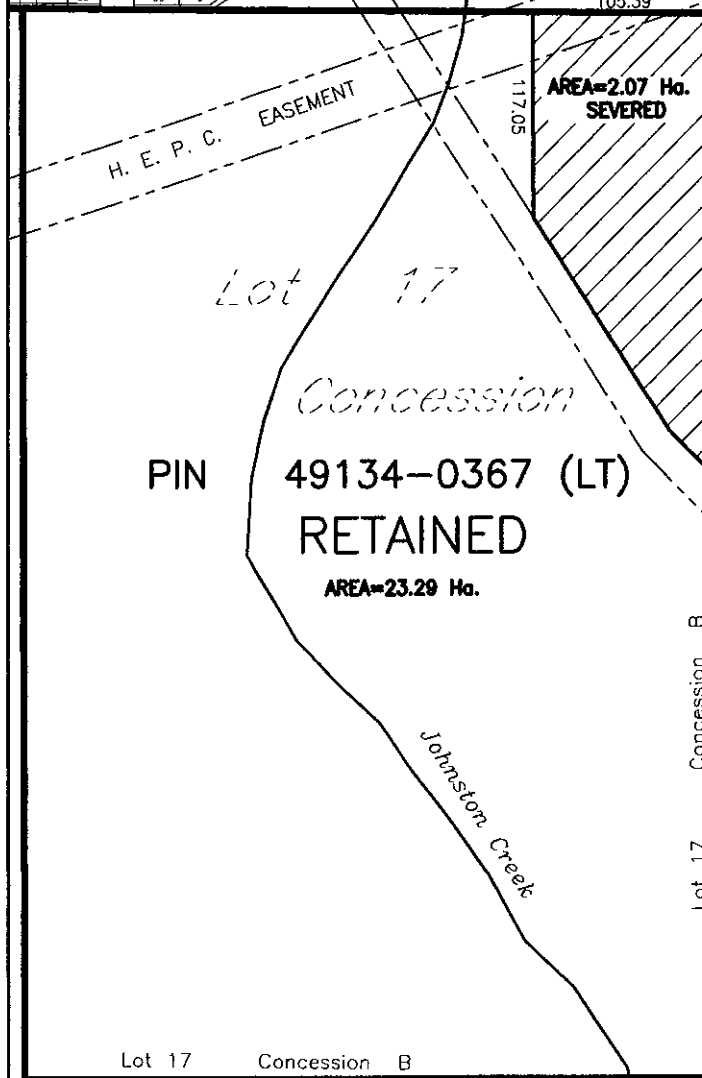 105.39
117.05
AREA=2.07 Ha.
SEVERED
H. E. P. C. EASEMENT
Lot 17
Concession
PIN 49134-0367 (LT)
RETAINED
AREA=23.29 Ha.
Lot 17 Concession B
Johnston Creek
Lot 17 Concession B